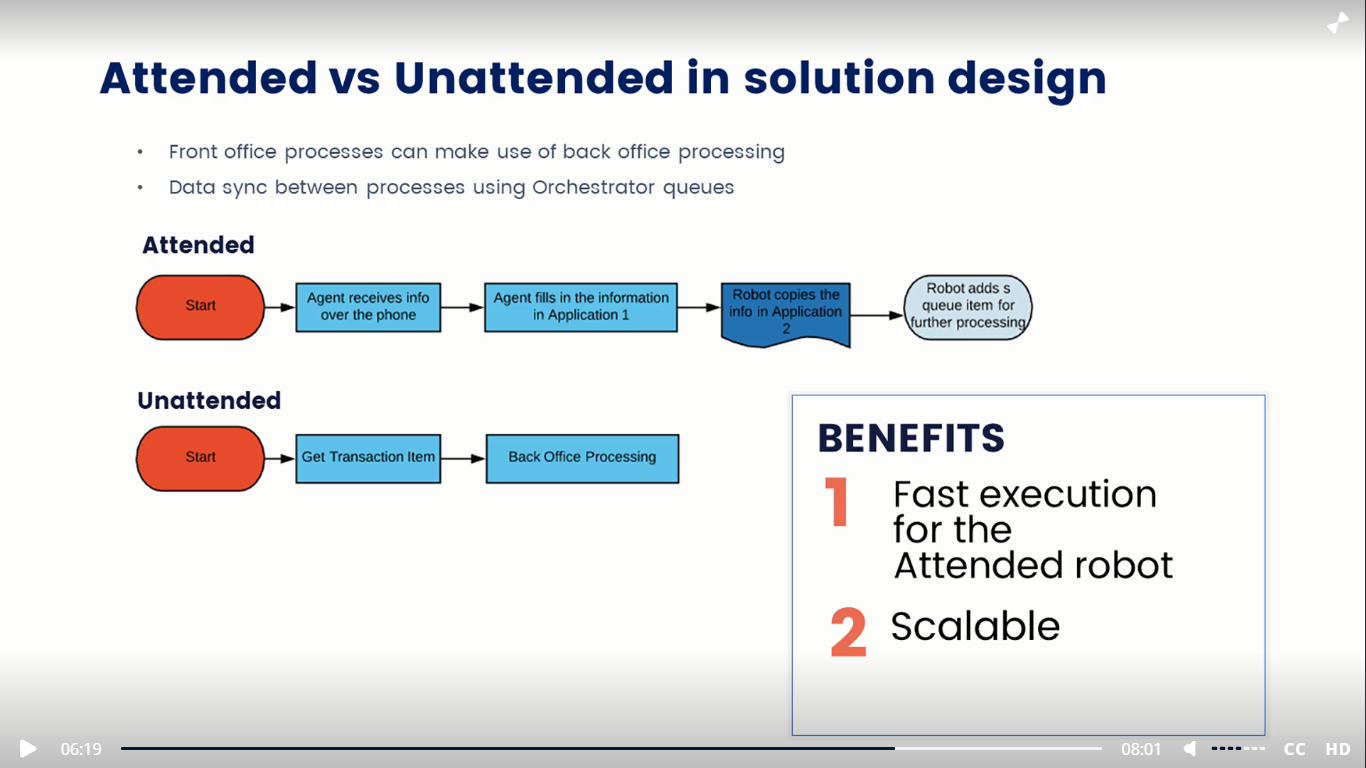 Attended vs Unattended in solution design
• Front office processes can make use of back office processing
• Data sync between processes using Orchestrator queues
Attended
Start
Agent receives info
over the phone
Agent fills in the information
in Application 1
Robot copies the
info in Application
2
Robot adds s
queue item for
further processing
Unattended
Start
Get Transaction Item
Back Office Processing
BENEFITS
1 Fast execution
for the
Attended robot
2 Scalable
06:19
08:01
CC
HD